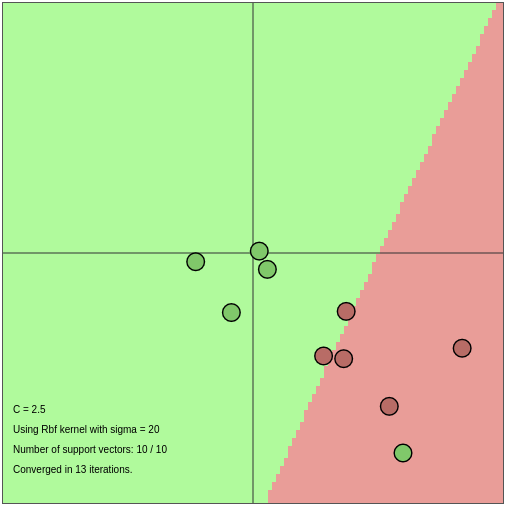 C = 2.5
Using Rbf kernel with sigma = 20
Number of support vectors: 10 / 10
Converged in 13 iterations.